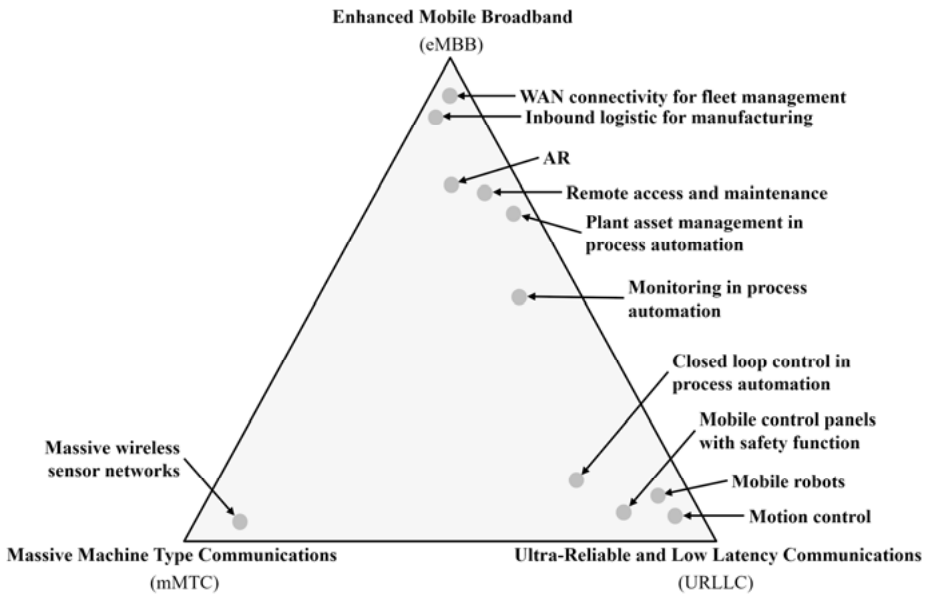 Enhanced Mobile Broadband
(eMBB)
WAN connectivity for fleet management
Inbound logistic for manufacturing
AR
Remote access and maintenance
Plant asset management in
process automation
Monitoring in process
automation
Closed loop control in
process automation
Mobile control panels
with safety function
Massive wireless
sensor networks
Mobile robots
Motion control
Massive Machine Type Communications
(mMTC)
Ultra-Reliable and Low Latency Communications
(URLLC)